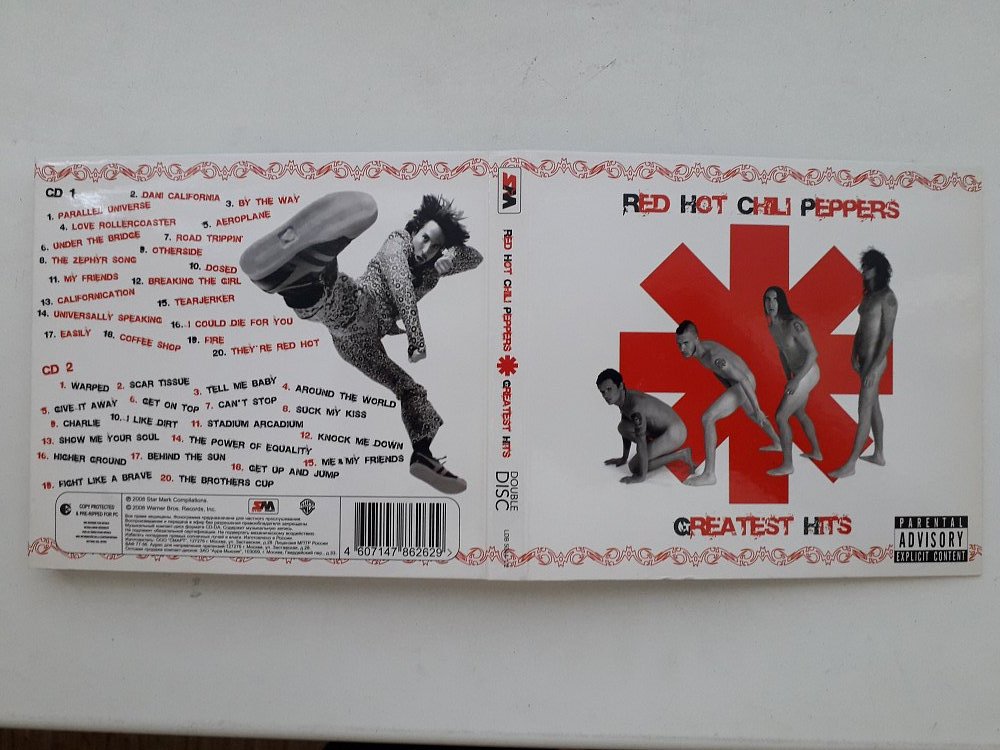 CD 1
1. PARALLEL UNIVERSE
2. DANI CALIFORNIA
3. BY THE WAY
4. LOVE ROLLERCOASTER
5. AEROPLANE
6. UNDER THE BRIDGE
7. ROAD TRIPPIN'
8. THE ZEPHYR SONG
9. OTHERSIDE
10. DOSED
11. MY FRIENDS
12. BREAKING THE GIRL
13. CALIFORNICATION
14. UNIVERSALLY SPEAKING
15. TEARJERKER
16. I COULD DIE FOR YOU
17. EASILY
18. COFFEE SHOP
19. FIRE
20. THEY'RE RED HOT
CD 2
1. WARPED
2. SCAR TISSUE
3. TELL ME BABY
4. AROUND THE WORLD
5. GIVE IT AWAY
6. GET ON TOP
7. CAN'T STOP
8. SUCK MY KISS
9. CHARLIE
10. I LIKE DIRT
11. STADIUM ARCADIUM
12. KNOCK ME DOWN
13. SHOW ME YOUR SOUL
14. THE POWER OF EQUALITY
15. ME & MY FRIENDS
16. HIGHER GROUND
17. BEHIND THE SUN
18. GET UP AND JUMP
19. FIGHT LIKE A BRAVE
20. THE BROTHERS CUP
COPY PROTECTED
& PRE-RIPPED FOR PC
℗ 2008 Star Mark Compilations.
© 2008 Warner Bros. Records, Inc.
4 607147 862629 >
RED HOT CHILI PEPPERS GREATEST HITS
DOUBLE
DISC
RED HOT CHILI PEPPERS
GREATEST HITS
PARENTAL
ADVISORY
EXPLICIT CONTENT